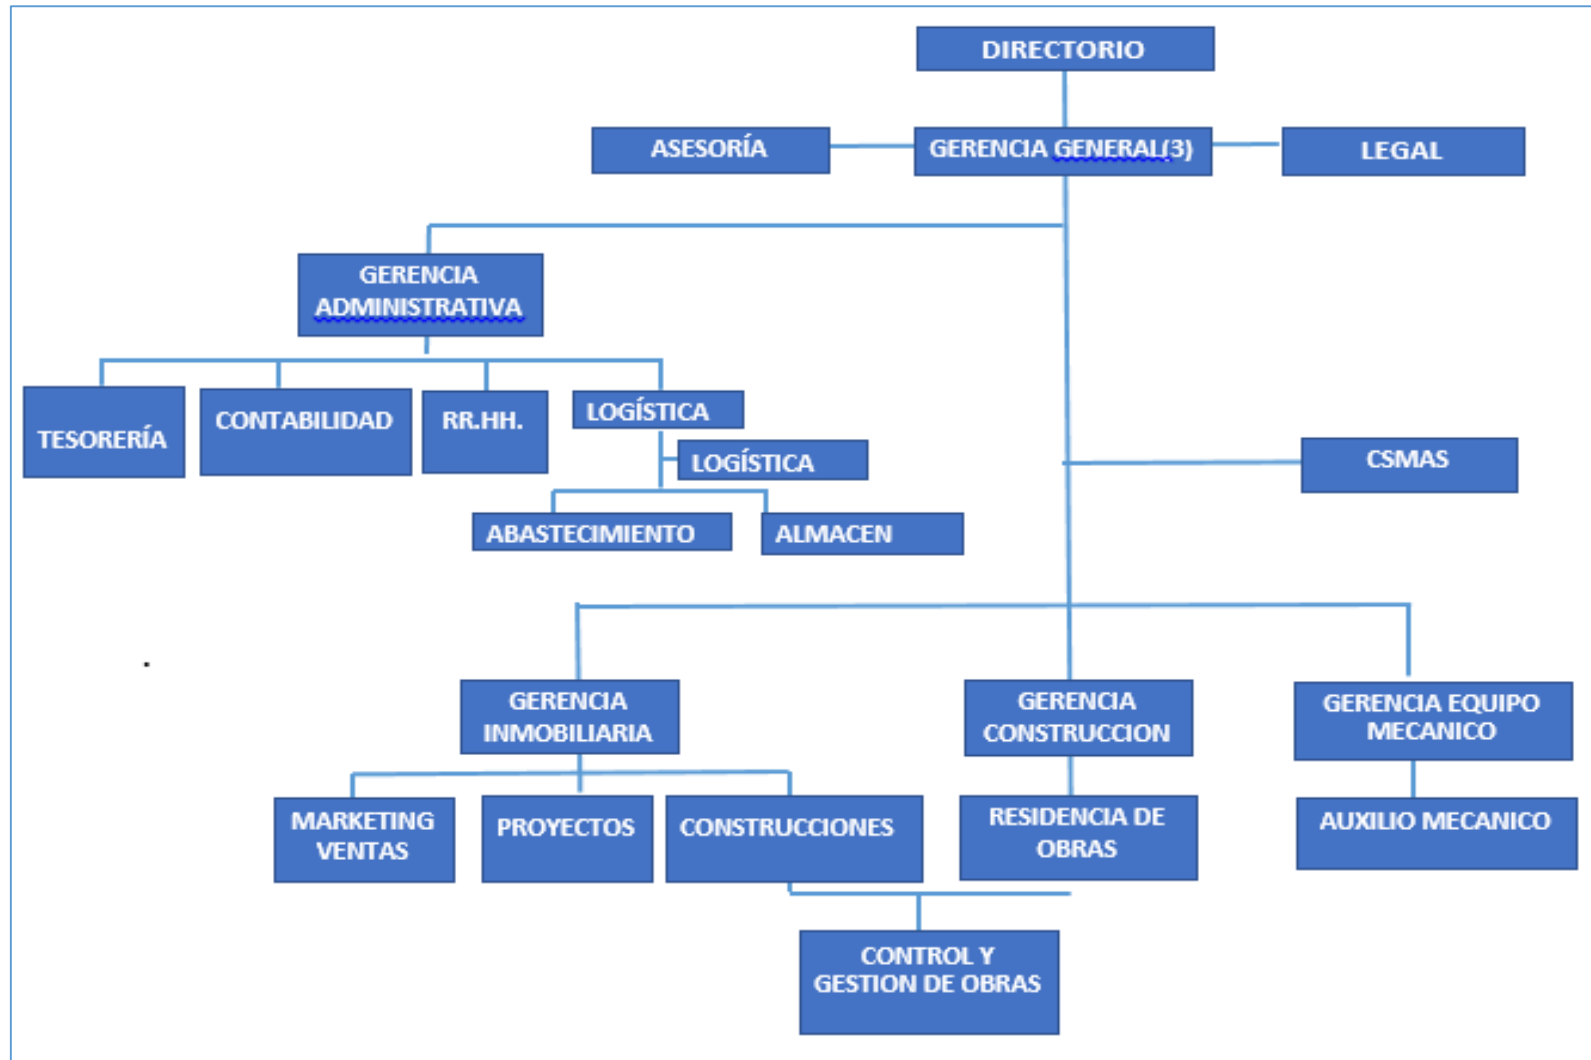 DIRECTORIO
ASESORÍA
GERENCIA GENERAL(3)
LEGAL
GERENCIA
ADMINISTRATIVA
TESORERÍA
CONTABILIDAD
RR.HH.
LOGÍSTICA
LOGÍSTICA
CSMAS
ABASTECIMIENTO
ALMACEN
GERENCIA
INMOBILIARIA
GERENCIA
CONSTRUCCION
GERENCIA EQUIPO
MECANICO
MARKETING
VENTAS
PROYECTOS
CONSTRUCCIONES
RESIDENCIA DE
OBRAS
AUXILIO MECANICO
CONTROL Y
GESTION DE OBRAS